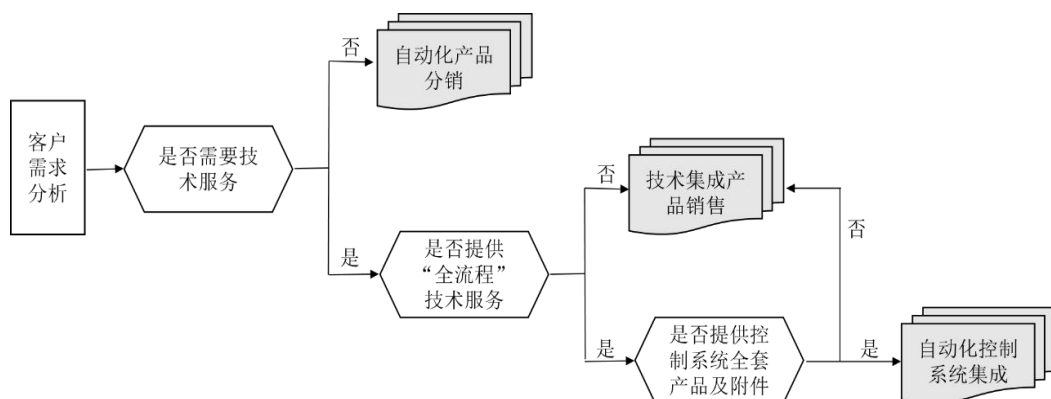 客户
需求
分析
是否需要技
术服务
否
自动化产品
分销
是
是否提供
“全流程”
技术服务
否
技术集成产
品销售
是
是否提供控
制系统全套
产品及附件
否
是
自动化控制
系统集成